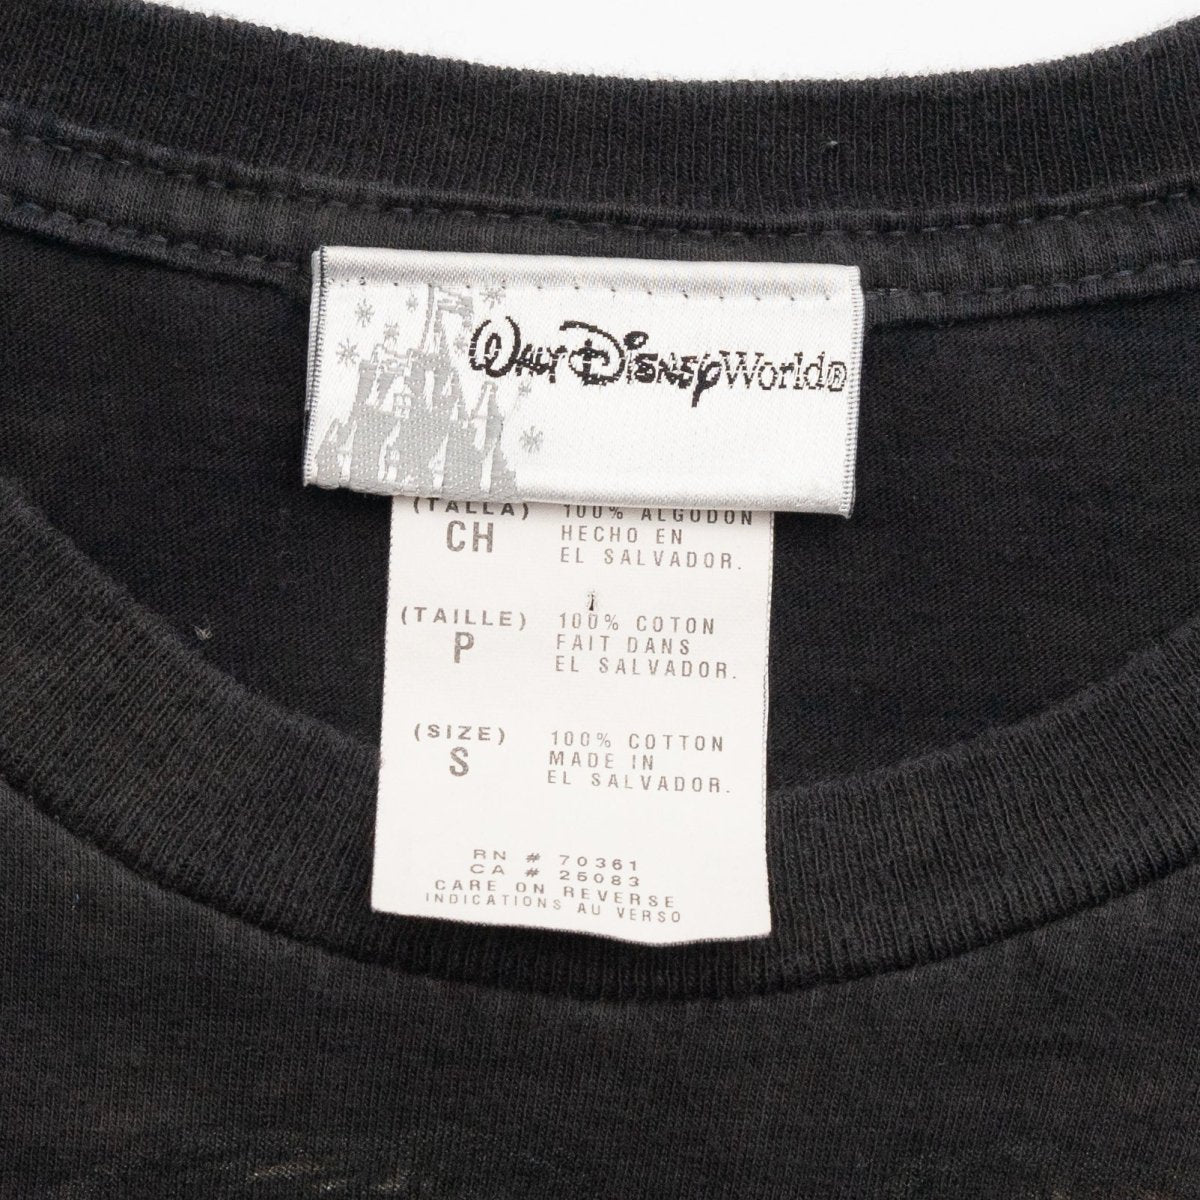 Walt Disney World®
(TALLA) 100% ALGODON
CH HECHO EN
EL SALVADOR.
(TAILLE) 100% COTON
P FAIT DANS
EL SALVADOR.
(SIZE) 100% COTTON
S MADE IN
EL SALVADOR.
RN # 70361
CA # 25083
CARE ON REVERSE
INDICATIONS AU VERSO